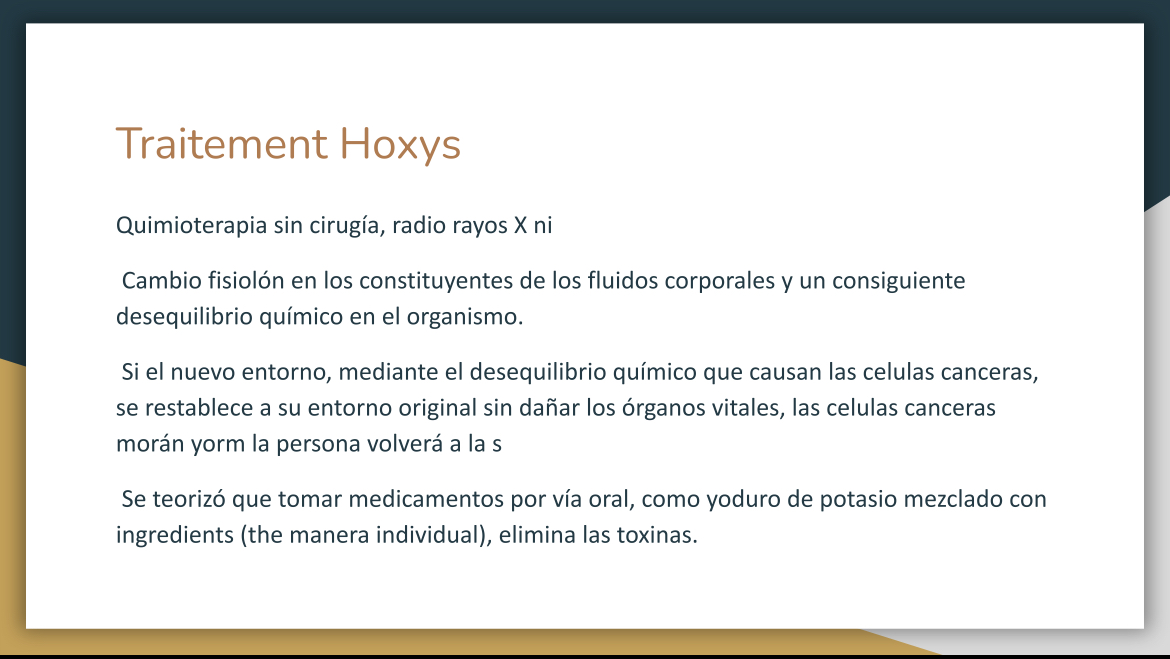 Traitement Hoxys
Quimioterapia sin cirugía, radio rayos X ni
Cambio fisiolón en los constituyentes de los fluidos corporales y un consiguiente
desequilibrio químico en el organismo.
Si el nuevo entorno, mediante el desequilibrio químico que causan las celulas canceras,
se restablece a su entorno original sin dañar los órganos vitales, las celulas canceras
morán yorm la persona volverá a la s
Se teorizó que tomar medicamentos por vía oral, como yoduro de potasio mezclado con
ingredients (the manera individual), elimina las toxinas.